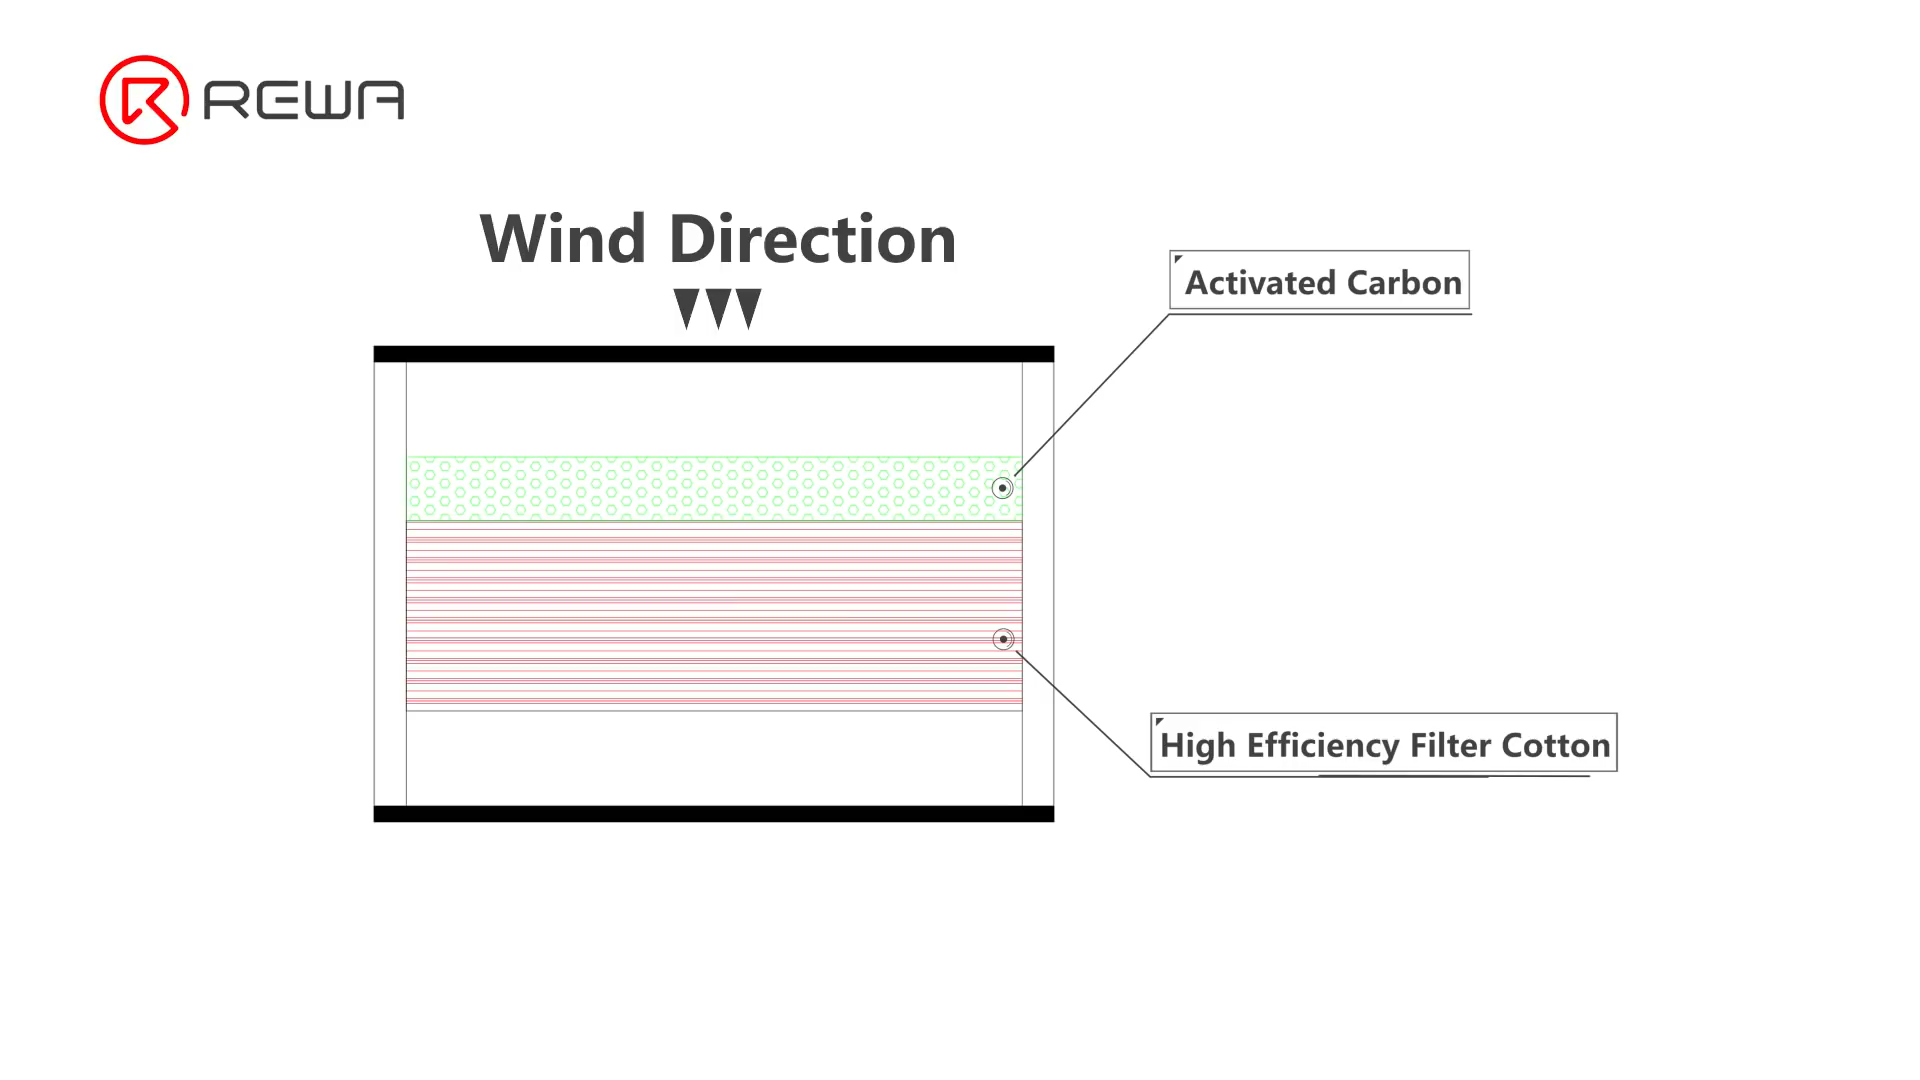 REWA
Wind Direction
Activated Carbon
High Efficiency Filter Cotton